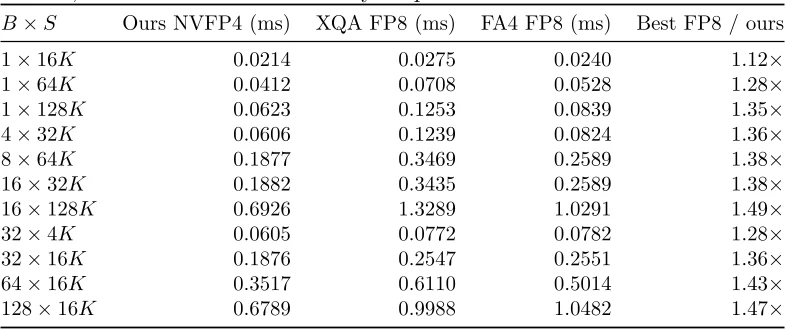 B × S Ours NVFP4 (ms) XQA FP8 (ms) FA4 FP8 (ms) Best FP8 / ours
1 × 16K 0.0214 0.0275 0.0240 1.12×
1 × 64K 0.0412 0.0708 0.0528 1.28×
1 × 128K 0.0623 0.1253 0.0839 1.35×
4 × 32K 0.0606 0.1239 0.0824 1.36×
8 × 64K 0.1877 0.3469 0.2589 1.38×
16 × 32K 0.1882 0.3435 0.2589 1.38×
16 × 128K 0.6926 1.3289 1.0291 1.49×
32 × 4K 0.0605 0.0772 0.0782 1.28×
32 × 16K 0.1876 0.2547 0.2551 1.36×
64 × 16K 0.3517 0.6110 0.5014 1.43×
128 × 16K 0.6789 0.9988 1.0482 1.47×